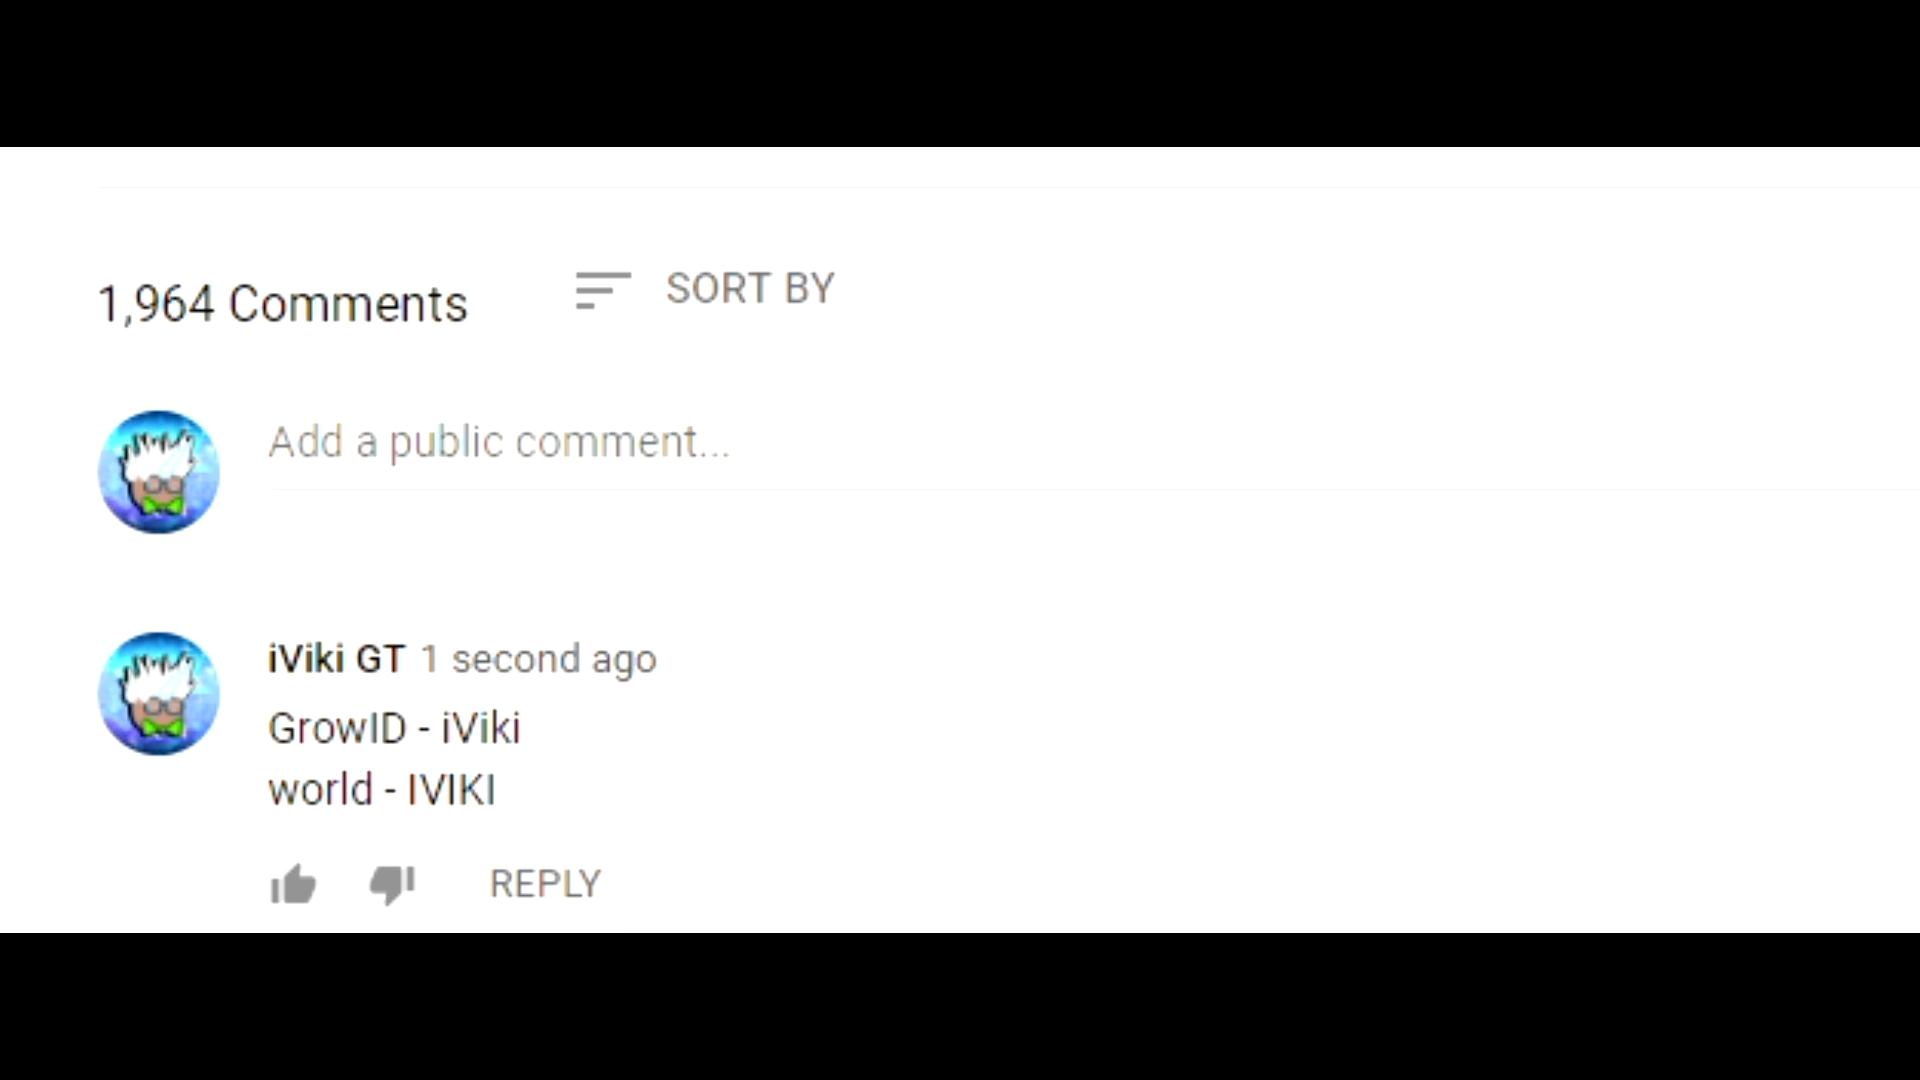 1,964 Comments SORT BY
Add a public comment...
iViki GT 1 second ago
GrowID - iViki
world - IVIKI
REPLY